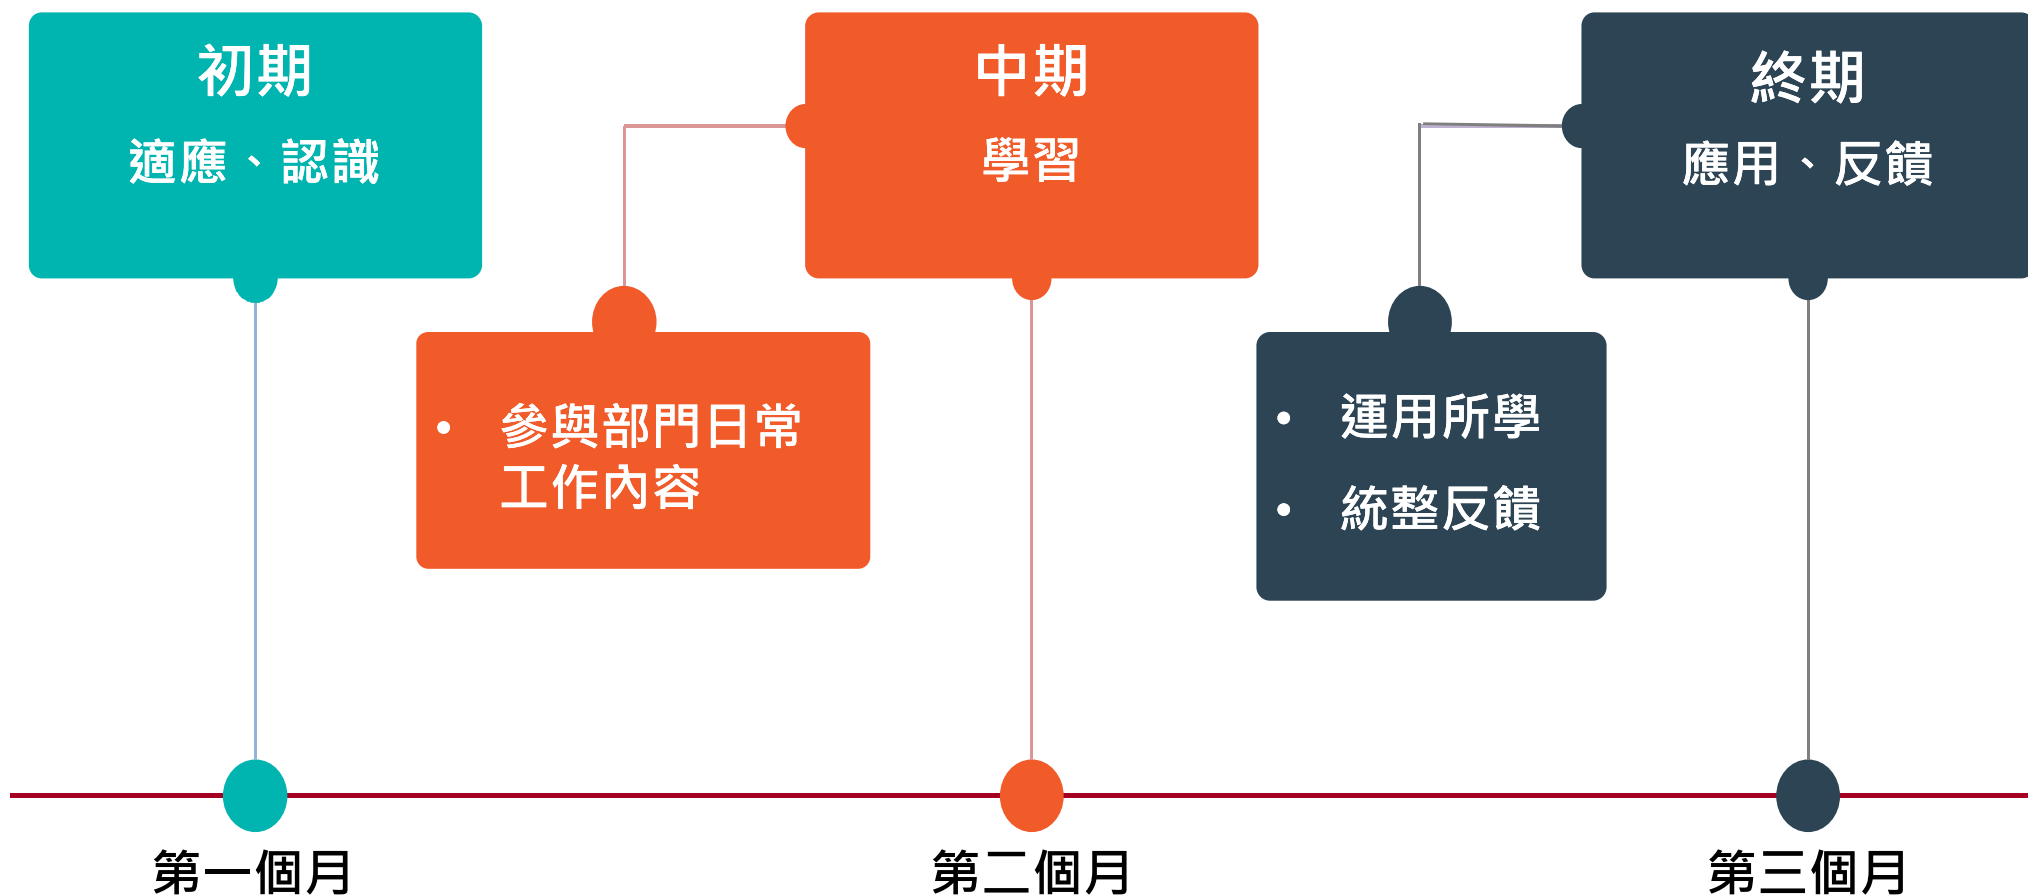 初期
適應、認識
中期
學習
終期
應用、反饋
• 參與部門日常
工作內容
• 運用所學
• 統整反饋
第一個月
第二個月
第三個月